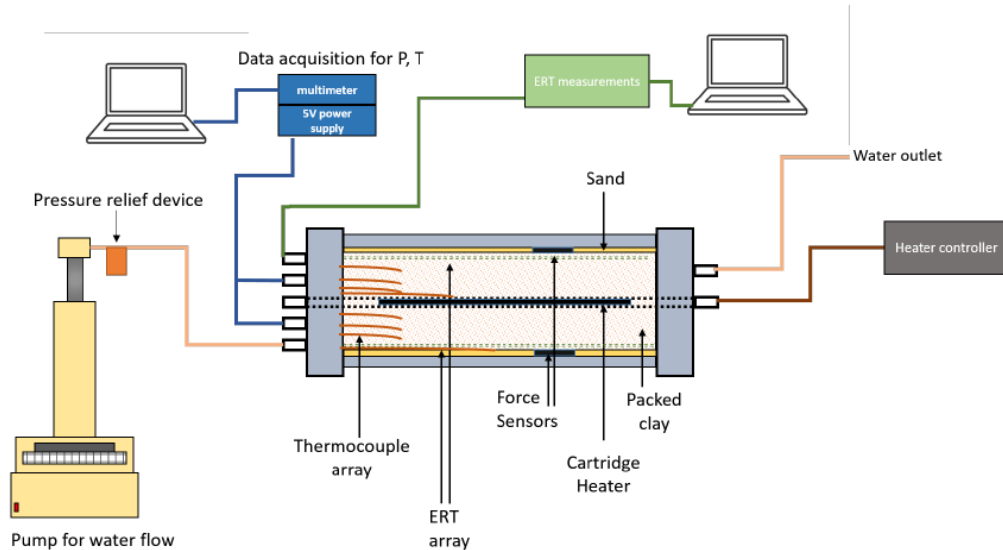 Data acquisition for P, T
multimeter
5V power
supply
ERT measurements
Water outlet
Pressure relief device
Sand
Heater controller
Force
Sensors
Packed
clay
Thermocouple
array
Cartridge
Heater
ERT
array
Pump for water flow